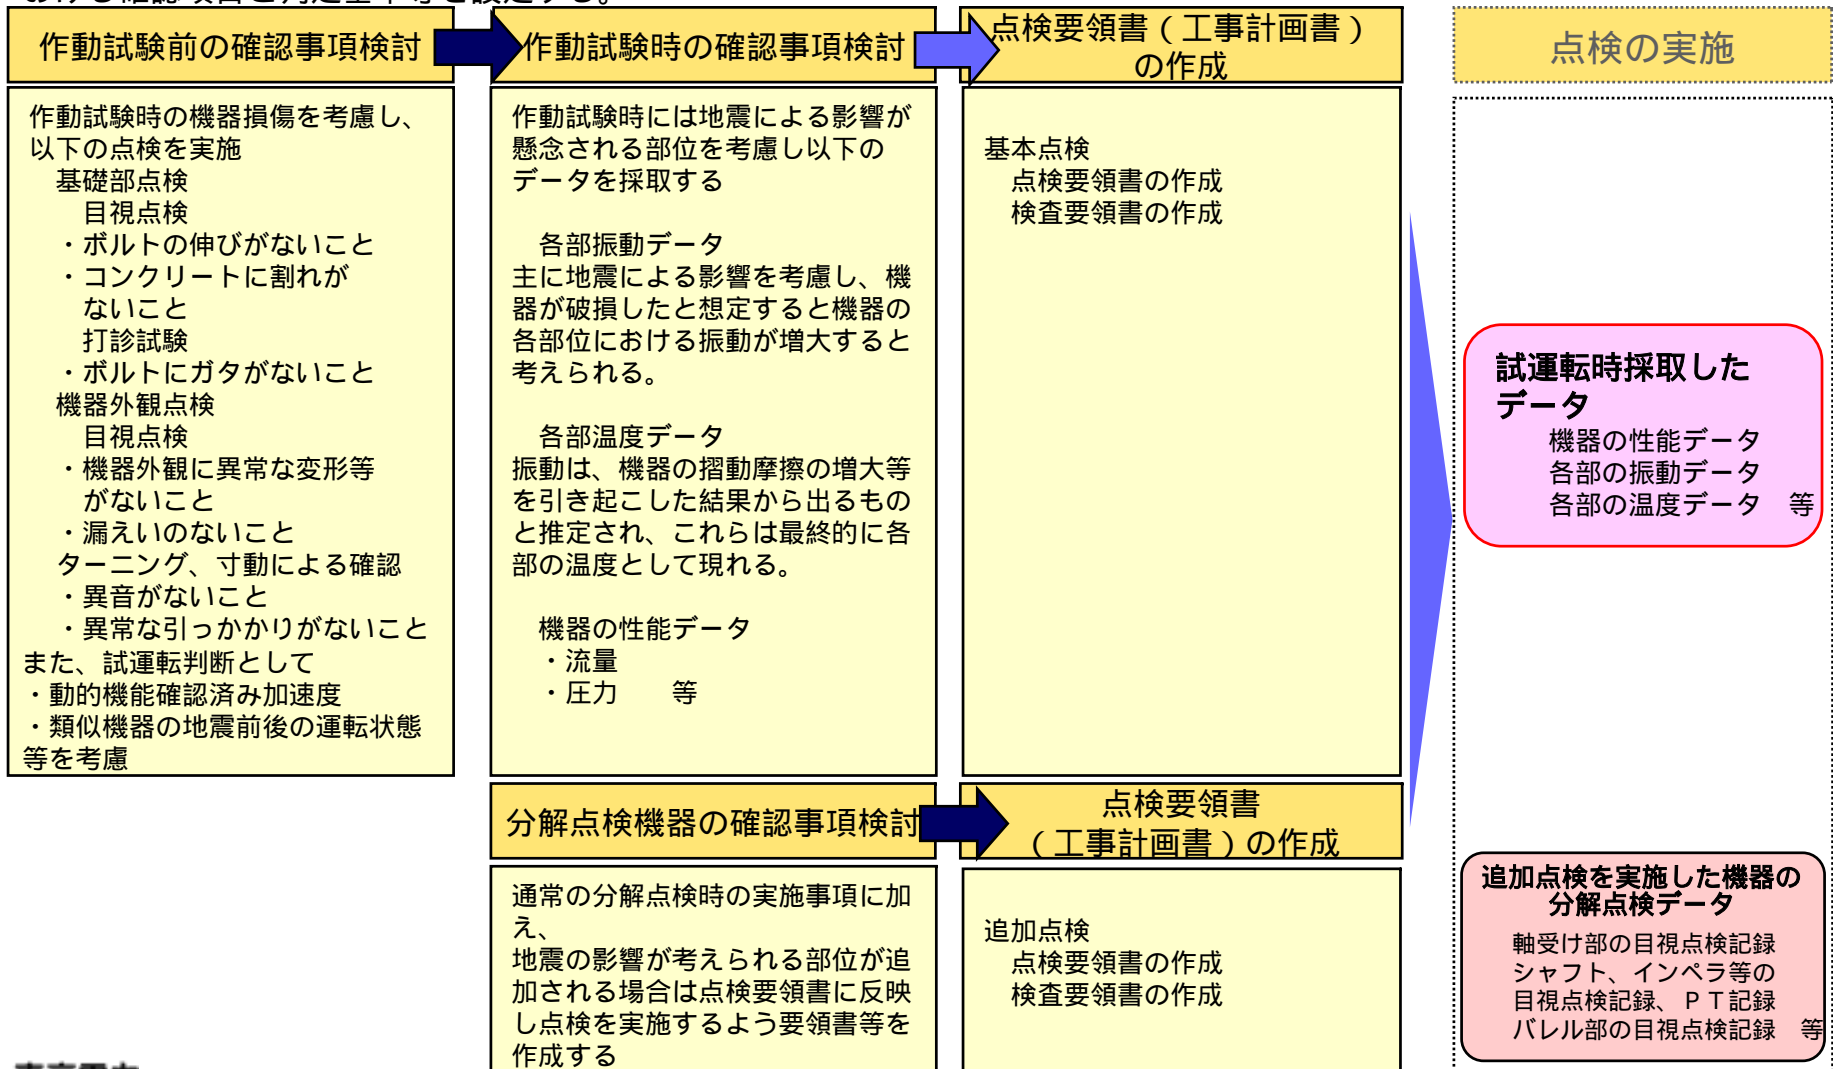 おける確認項目と判定基準等を設定する。
作動試験前の確認事項検討
作動試験時の機器損傷を考慮し、
以下の点検を実施
基礎部点検
目視点検
・ボルトの伸びがないこと
・コンクリートに割れが
ないこと
打診試験
・ボルトにガタがないこと
機器外観点検
目視点検
・機器外観に異常な変形等
がないこと
・漏えいのないこと
ターニング、寸動による確認
・異音がないこと
・異常な引っかかりがないこと
また、試運転判断として
・動的機能確認済み加速度
・類似機器の地震前後の運転状態
等を考慮
作動試験時の確認事項検討
作動試験時には地震による影響が
懸念される部位を考慮し以下の
データを採取する
各部振動データ
主に地震による影響を考慮し、機
器が破損したと想定すると機器の
各部位における振動が増大すると
考えられる。
各部温度データ
振動は、機器の摺動摩擦の増大等
を引き起こした結果から出るもの
と推定され、これらは最終的に各
部の温度として現れる。
機器の性能データ
・流量
・圧力　　等
点検要領書（工事計画書）
の作成
基本点検
点検要領書の作成
検査要領書の作成
分解点検機器の確認事項検討
通常の分解点検時の実施事項に加
え、
地震の影響が考えられる部位が追
加される場合は点検要領書に反映
し点検を実施するよう要領書等を
作成する
点検要領書
（工事計画書）の作成
追加点検
点検要領書の作成
検査要領書の作成
点検の実施
試運転時採取した
データ
機器の性能データ
各部の振動データ
各部の温度データ　等
追加点検を実施した機器の
分解点検データ
軸受け部の目視点検記録
シャフト、インペラ等の
目視点検記録、ＰＴ記録
バレル部の目視点検記録　等